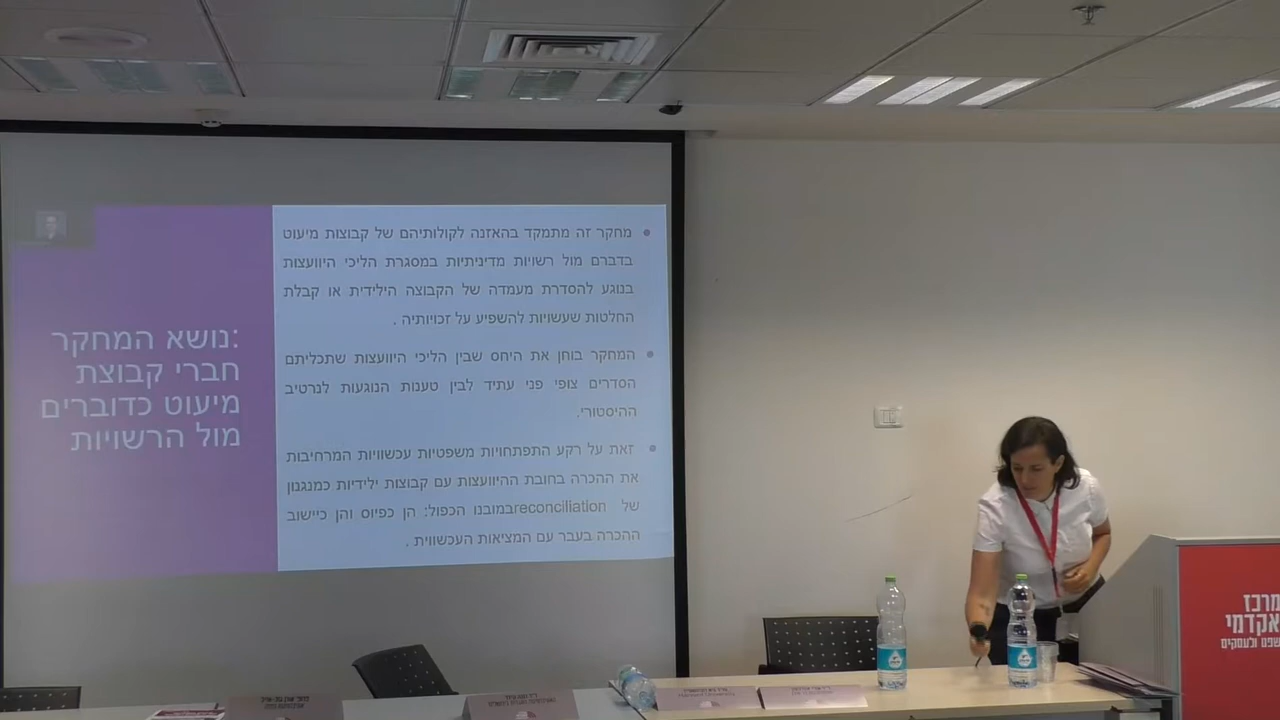 נושא המחקר:
חברי קבוצת
מיעוט כדוברים
מול הרשויות
• מחקר זה מתמקד בהאזנה לקולותיהם של קבוצות מיעוט
בדברם מול רשויות מדיניתיות במסגרת הליכי היוועצות
בנוגע להסדרת מעמדה של הקבוצה הילידית או קבלת
החלטות שעשויות להשפיע על זכויותיה .
• המחקר בוחן את היחס שבין הליכי היוועצות שתכליתם
הסדרים צופי פני עתיד לבין טענות הנוגעות לנרטיב
ההיסטורי.
• זאת על רקע התפתחויות משפטיות עכשוויות המרחיבות
את ההכרה בחובת ההיוועצות עם קבוצות ילידיות כמנגנון
של reconciliationבמובנו הכפול: הן כפיוס והן כיישוב
ההכרה בעבר עם המציאות העכשווית .
מרכז
אקדמי
משפט ולעסקים